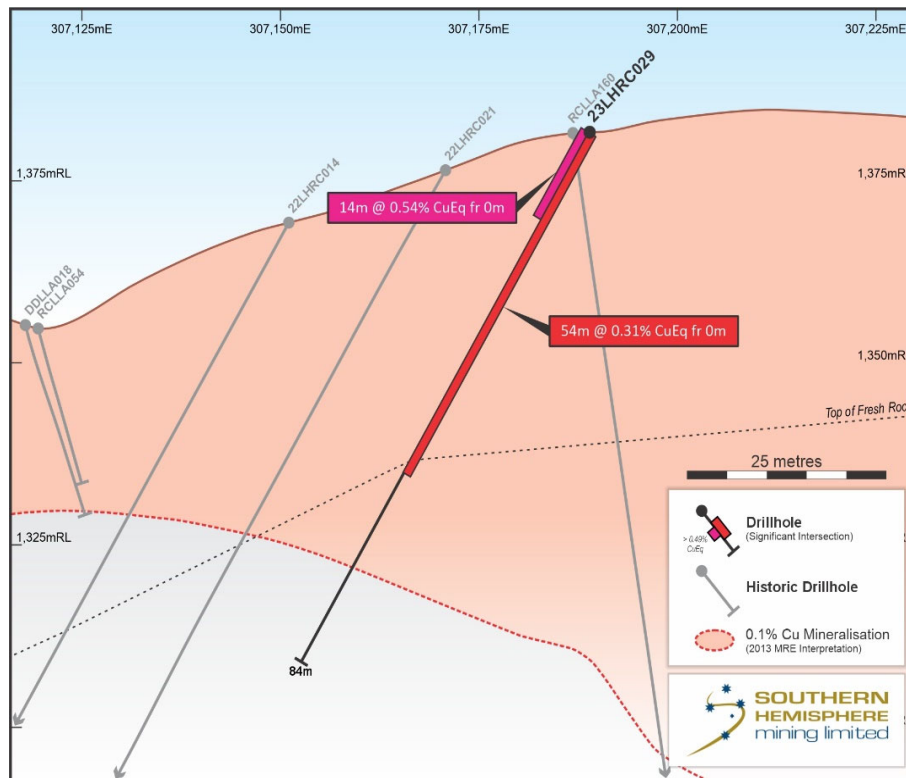 307,125mE 307,150mE 307,175mE 307,200mE 307,225mE
RCLLA160
23LHRC029
22LHRC021
22LHRC014
1,375mRL
1,375mRL
14m @ 0.54% CuEq fr 0m
DDLLA018
RCLLA054
54m @ 0.31% CuEq fr 0m
1,350mRL
Top of Fresh Roc
25 metres
Drillhole
(Significant Intersection)
> 0.49%
CuEq
1,325mRL
1,325
Historic Drillhole
0.1% Cu Mineralisation
(2013 MRE Interpretation)
84m
SOUTHERN
HEMISPHERE
mining limited